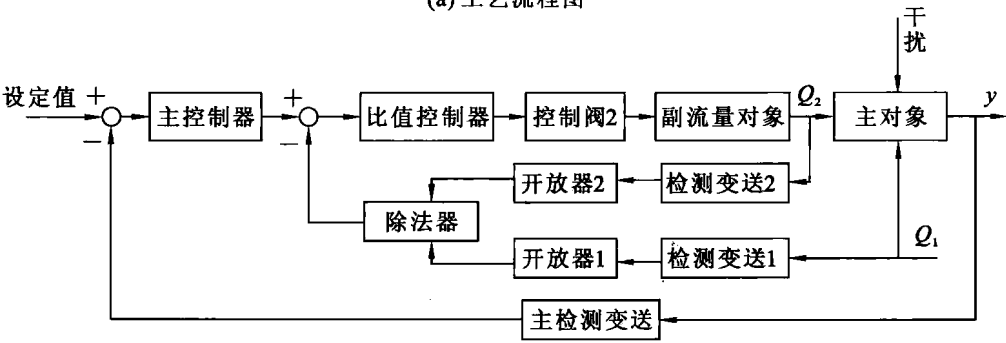 (a) 工艺流程图
干扰
设定值 + 主控制器 + 比值控制器 控制阀2 副流量对象 Q₂ 主对象 y
− −
开放器2 检测变送2
除法器
Q₁
开放器1 检测变送1
主检测变送